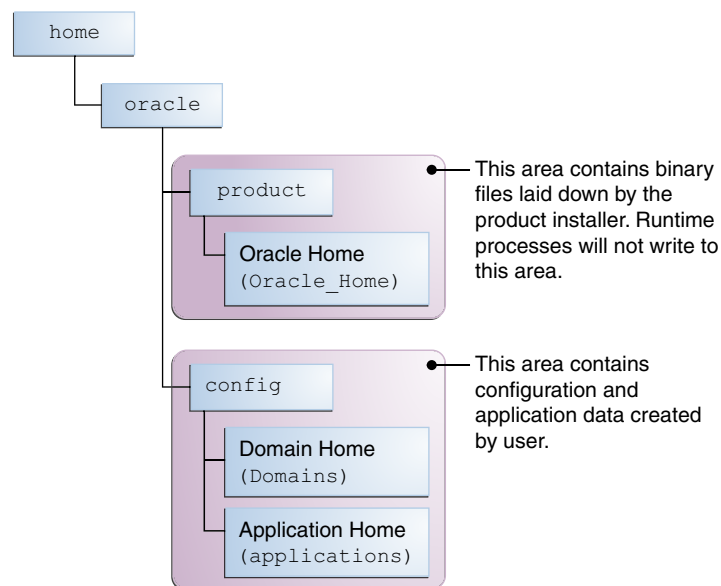 home
oracle
product
Oracle Home
(Oracle_Home)
This area contains binary
files laid down by the
product installer. Runtime
processes will not write to
this area.
config
Domain Home
(Domains)
Application Home
(applications)
This area contains
configuration and
application data created
by user.